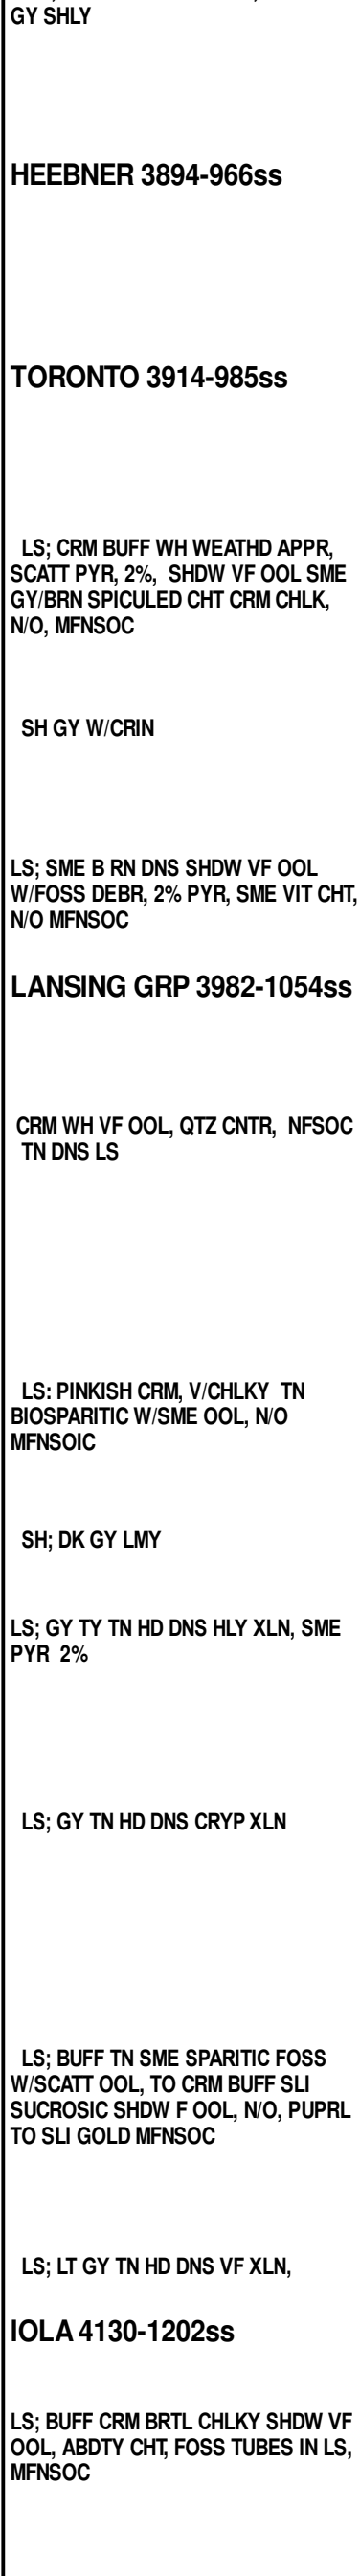 GY SHLY
HEEBNER 3894-966ss
TORONTO 3914-985ss
LS; CRM BUFF WH WEATHD APPR,
SCATT PYR, 2%, SHDW VF OOL SME
GY/BRN SPICULED CHT CRM CHLK,
N/O, MFNSOC
SH GY W/CRIN
LS; SME B RN DNS SHDW VF OOL
W/FOSS DEBR, 2% PYR, SME VIT CHT,
N/O MFNSOC
LANSING GRP 3982-1054ss
CRM WH VF OOL, QTZ CNTR, NFSOC
TN DNS LS
LS: PINKISH CRM, V/CHLKY TN
BIOSPARITIC W/SME OOL, N/O
MFNSOIC
SH; DK GY LMY
LS; GY TY TN HD DNS HLY XLN, SME
PYR 2%
LS; GY TN HD DNS CRYP XLN
LS; BUFF TN SME SPARITIC FOSS
W/SCATT OOL, TO CRM BUFF SLI
SUCROSIC SHDW F OOL, N/O, PUPRL
TO SLI GOLD MFNSOC
LS; LT GY TN HD DNS VF XLN,
IOLA 4130-1202ss
LS; BUFF CRM BRTL CHLKY SHDW VF
OOL, ABDTY CHT, FOSS TUBES IN LS,
MFNSOC